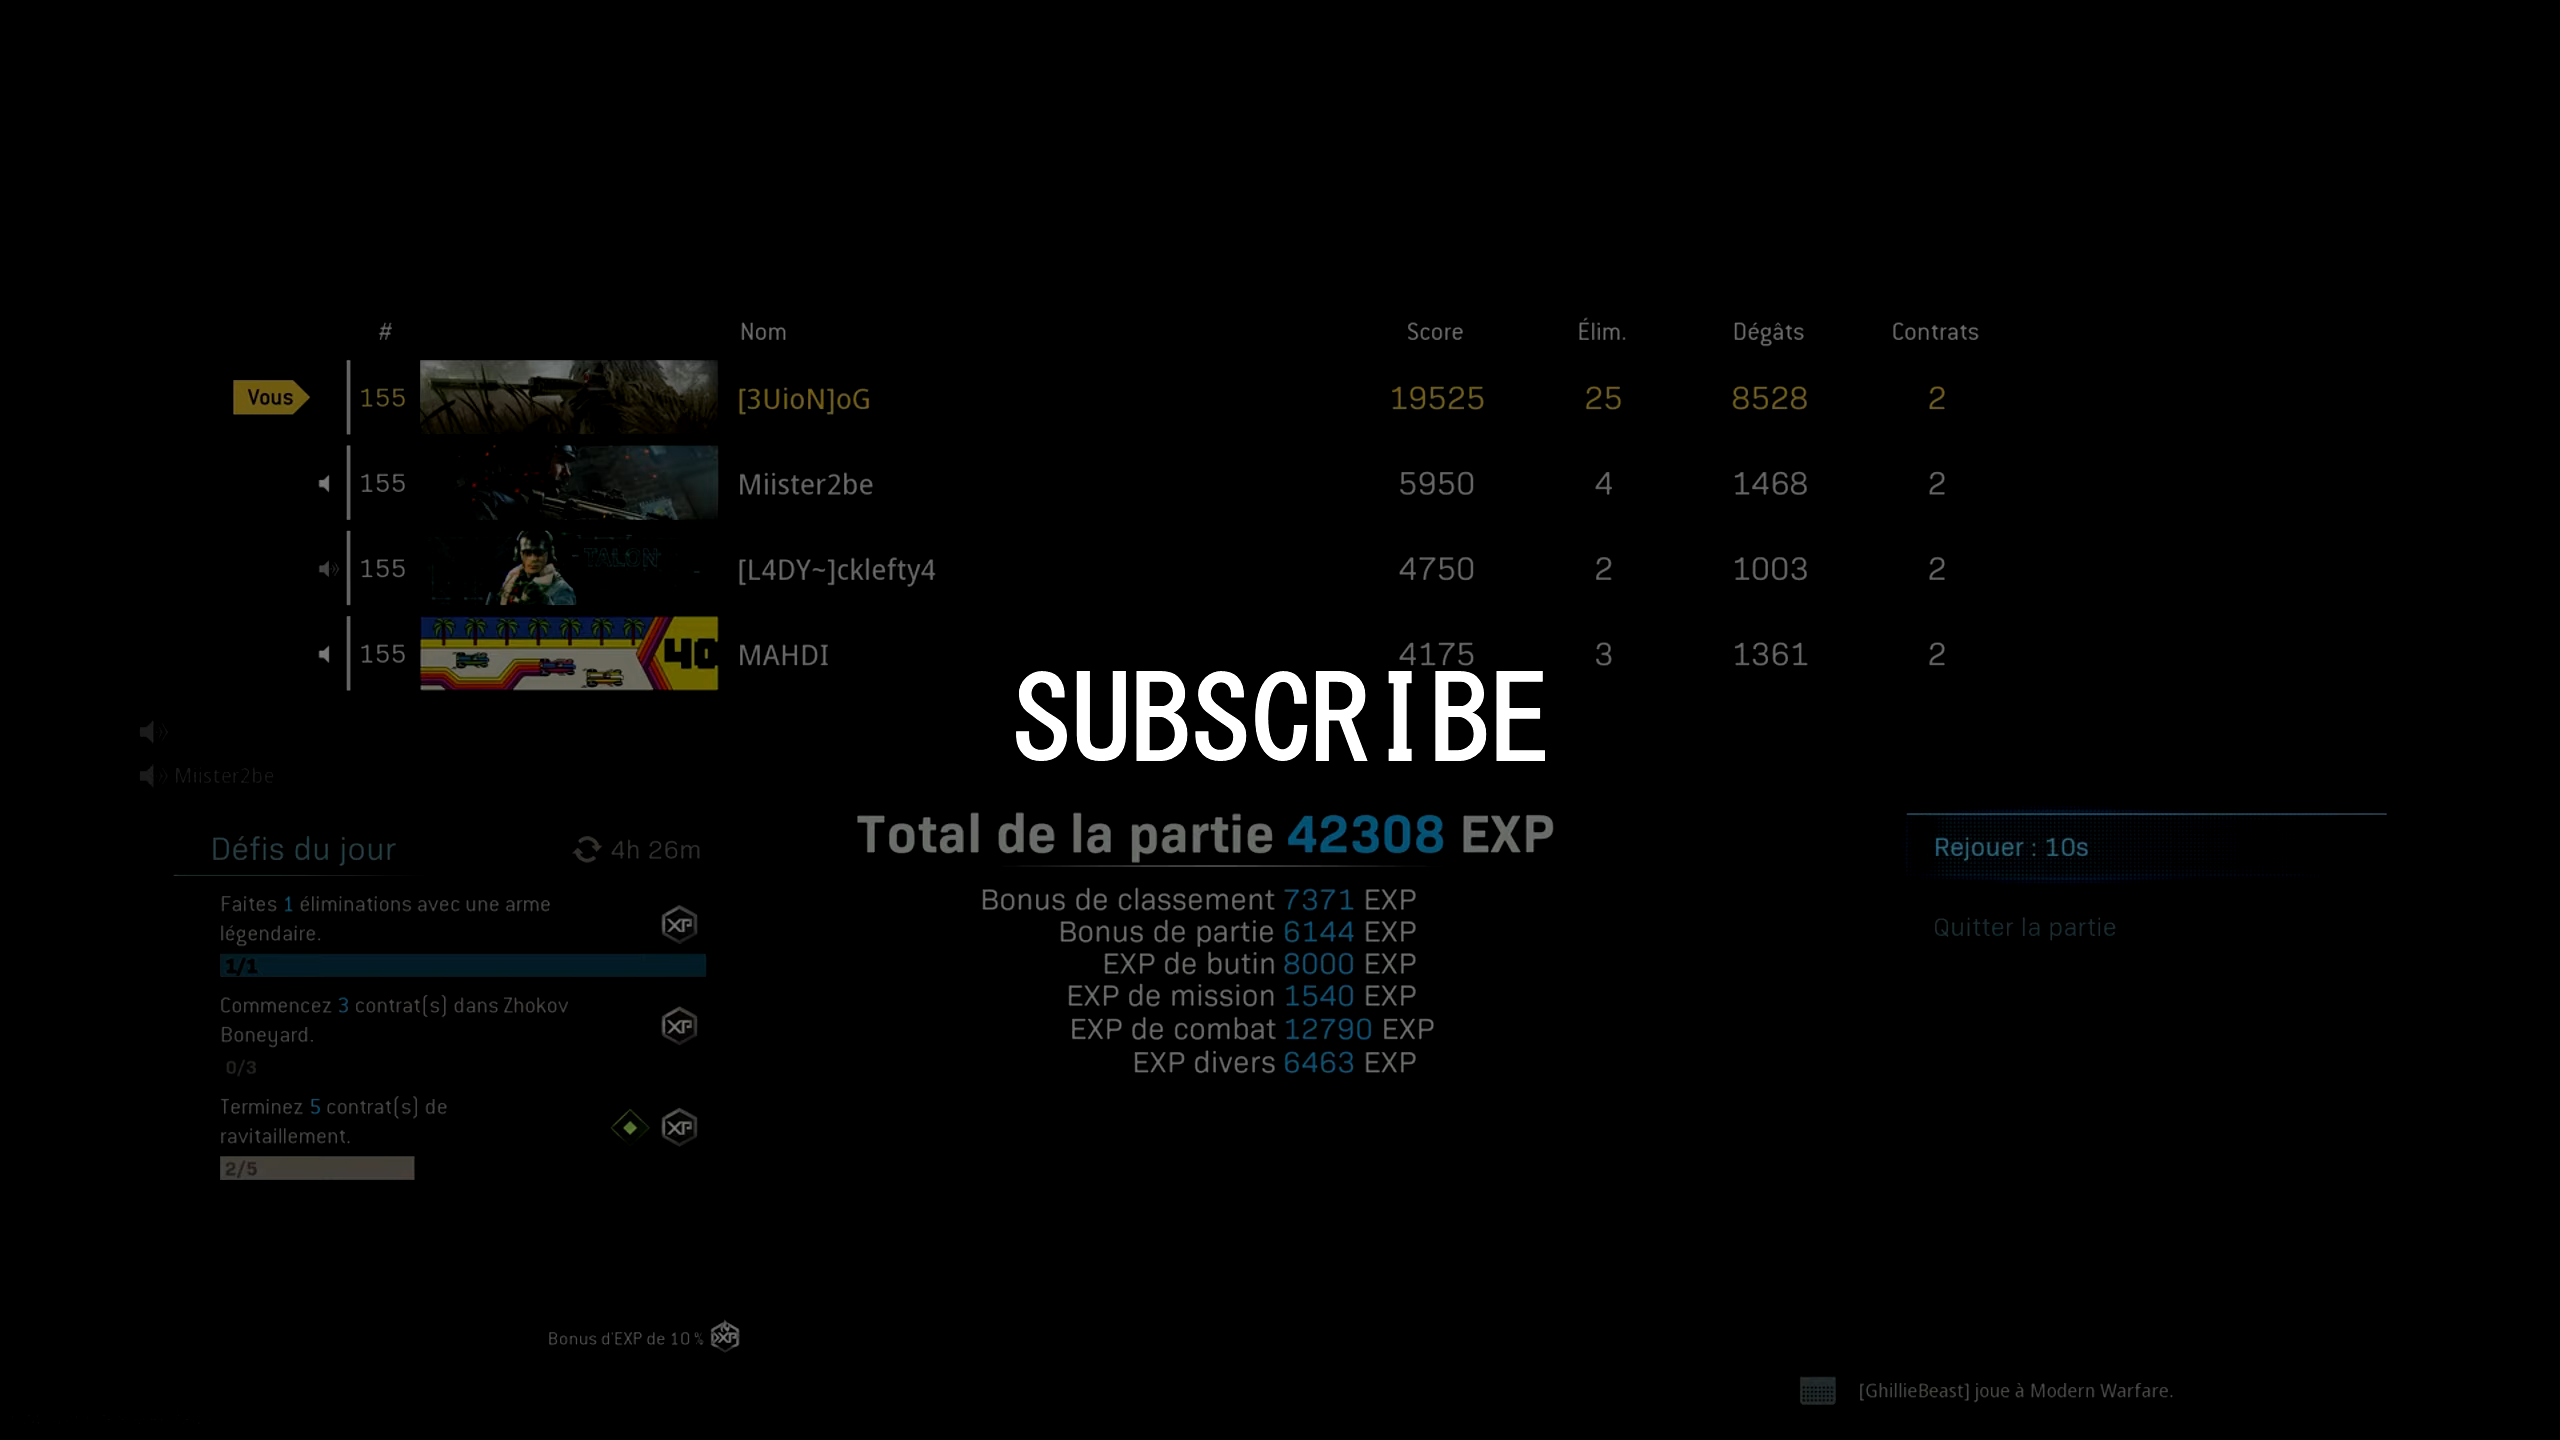 # Nom Score Élim. Dégâts Contrats
Vous 155 [3UioN]oG 19525 25 8528 2
155 Miister2be 5950 4 1468 2
155 TALON [L4DY~]cklefty4 4750 2 1003 2
155 40 MAHDI 4175 3 1361 2
SUBSCRIBE
Miister2be
Défis du jour 4h 26m
Faites 1 éliminations avec une arme
légendaire.
XP
1/1
Commencez 3 contrat(s) dans Zhokov
Boneyard.
XP
0/3
Terminez 5 contrat(s) de
ravitaillement.
XP
2/5
Total de la partie 42308 EXP
Bonus de classement 7371 EXP
Bonus de partie 6144 EXP
EXP de butin 8000 EXP
EXP de mission 1540 EXP
EXP de combat 12790 EXP
EXP divers 6463 EXP
Rejouer : 10s
Quitter la partie
Bonus d'EXP de 10 %
[GhillieBeast] joue à Modern Warfare.